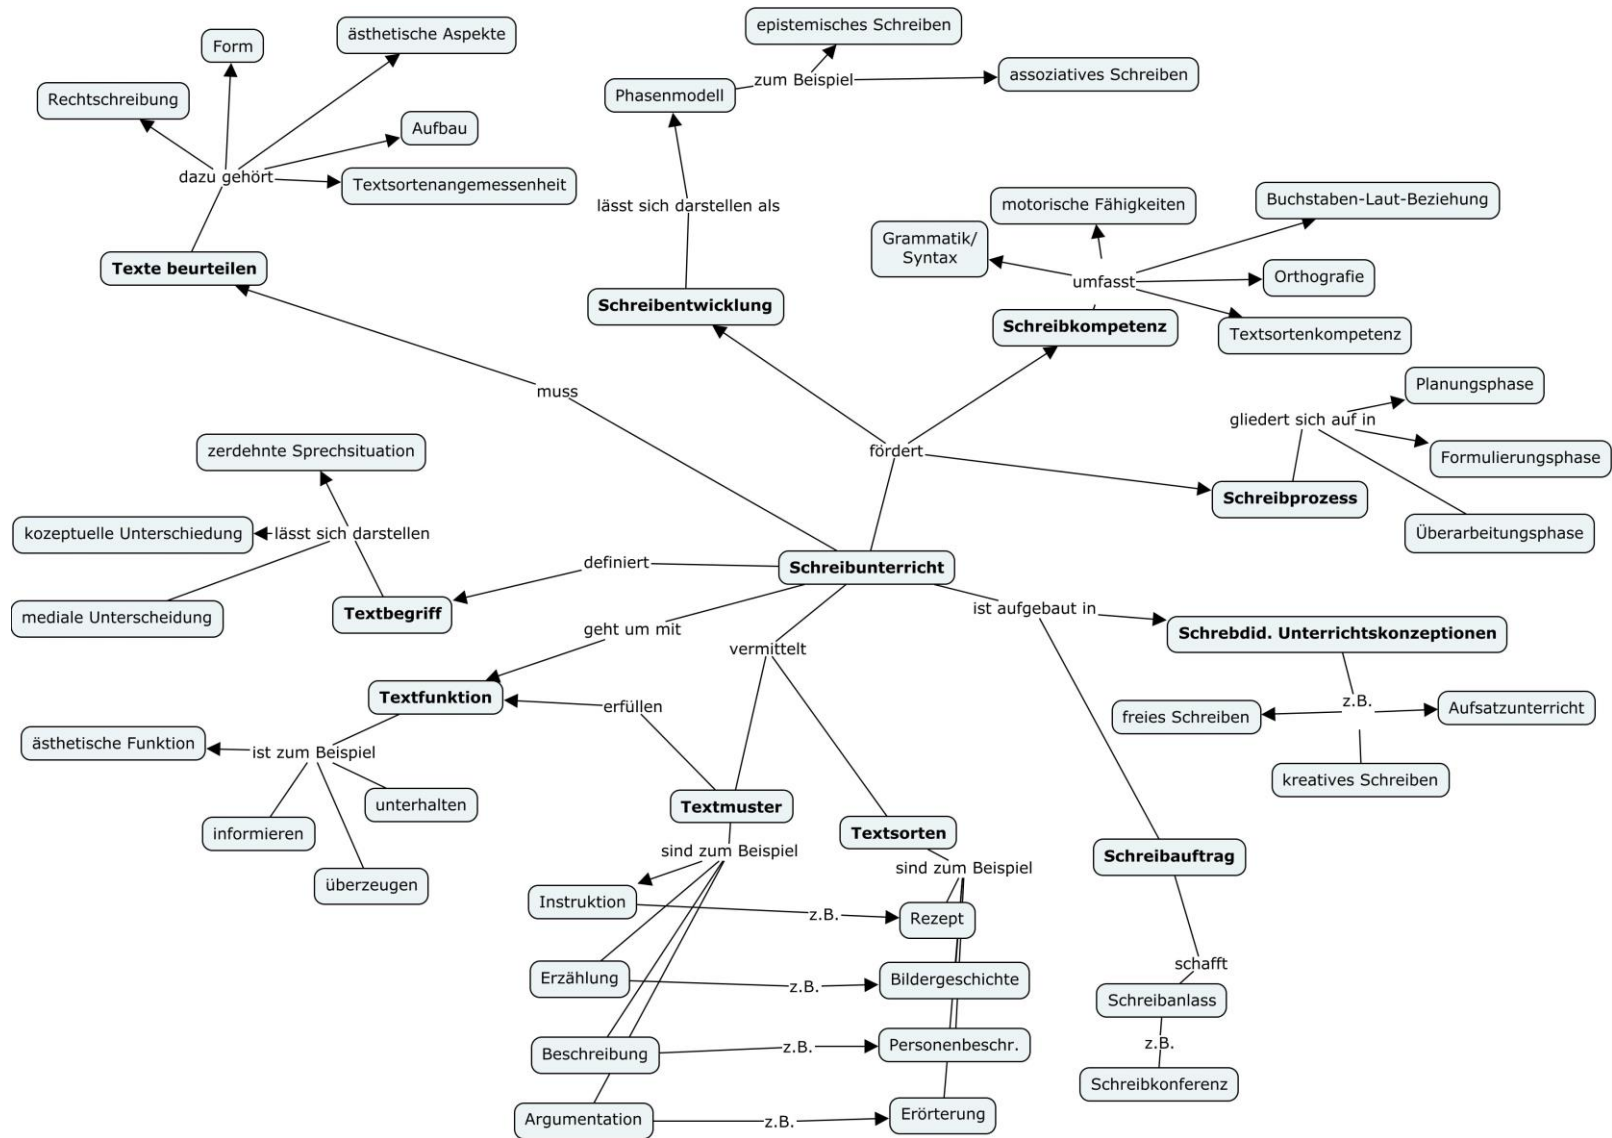 epistemisches Schreiben
ästhetische Aspekte
Form
assoziatives Schreiben
zum Beispiel
Phasenmodell
Rechtschreibung
Aufbau
dazu gehört
Textsortenangemessenheit
lässt sich darstellen als
motorische Fähigkeiten
Buchstaben-Laut-Beziehung
Grammatik/
Syntax
Texte beurteilen
umfasst
Orthografie
Schreibentwicklung
Schreibkompetenz
Textsortenkompetenz
muss
Planungsphase
gliedert sich auf in
fördert
zerdehnte Sprechsituation
Formulierungsphase
Schreibprozess
kozeptuelle Unterschiedung
lässt sich darstellen
Überarbeitungsphase
definiert
Schreibunterricht
mediale Unterscheidung
Textbegriff
ist aufgebaut in
geht um mit
Schrebdid. Unterrichtskonzeptionen
vermittelt
Textfunktion
erfüllen
z.B.
freies Schreiben
Aufsatzunterricht
ästhetische Funktion
ist zum Beispiel
kreatives Schreiben
unterhalten
Textmuster
informieren
Textsorten
sind zum Beispiel
Schreibauftrag
sind zum Beispiel
überzeugen
Instruktion
z.B.
Rezept
schafft
Erzählung
z.B.
Bildergeschichte
Schreibanlass
z.B.
Beschreibung
z.B.
Personenbeschr.
Schreibkonferenz
Argumentation
z.B.
Erörterung